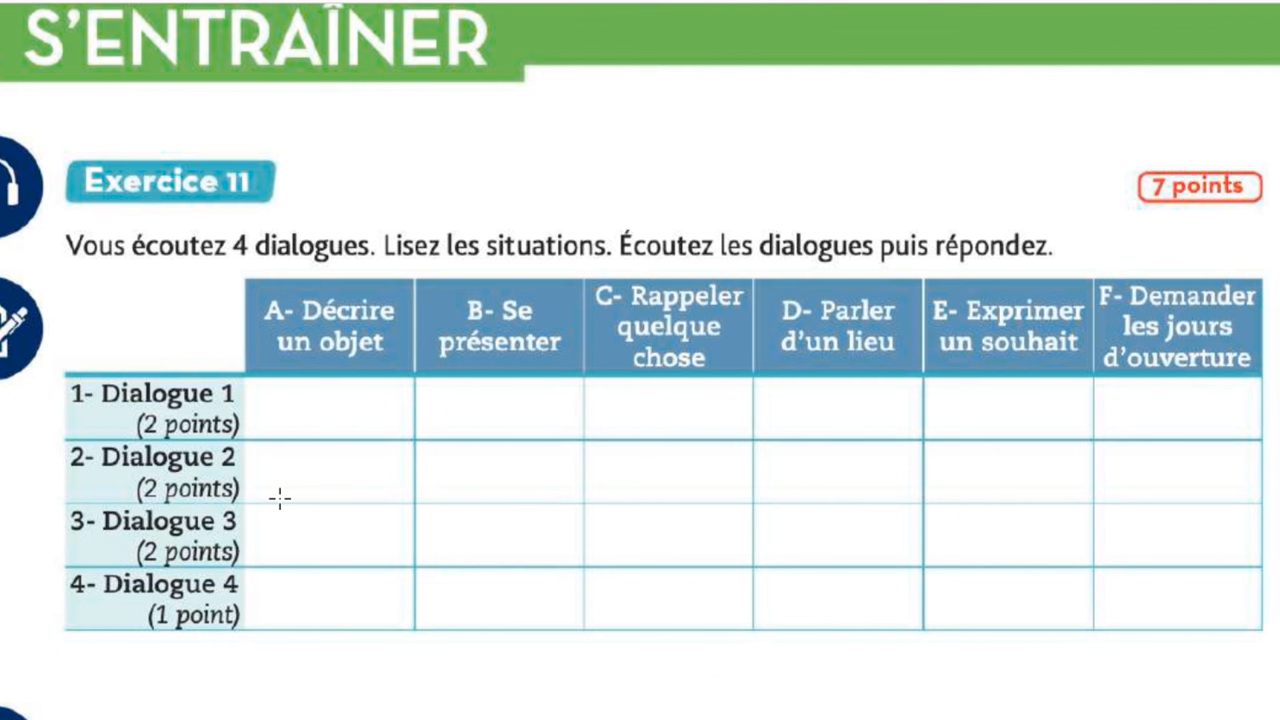 S'ENTRAÎNER
Exercice 11
7 points
Vous écoutez 4 dialogues. Lisez les situations. Écoutez les dialogues puis répondez.
A- Décrire
un objet
B- Se
présenter
C- Rappeler
quelque
chose
D- Parler
d'un lieu
E- Exprimer
un souhait
F- Demander
les jours
d'ouverture
1- Dialogue 1
(2 points)
2- Dialogue 2
(2 points)
3- Dialogue 3
(2 points)
4- Dialogue 4
(1 point)